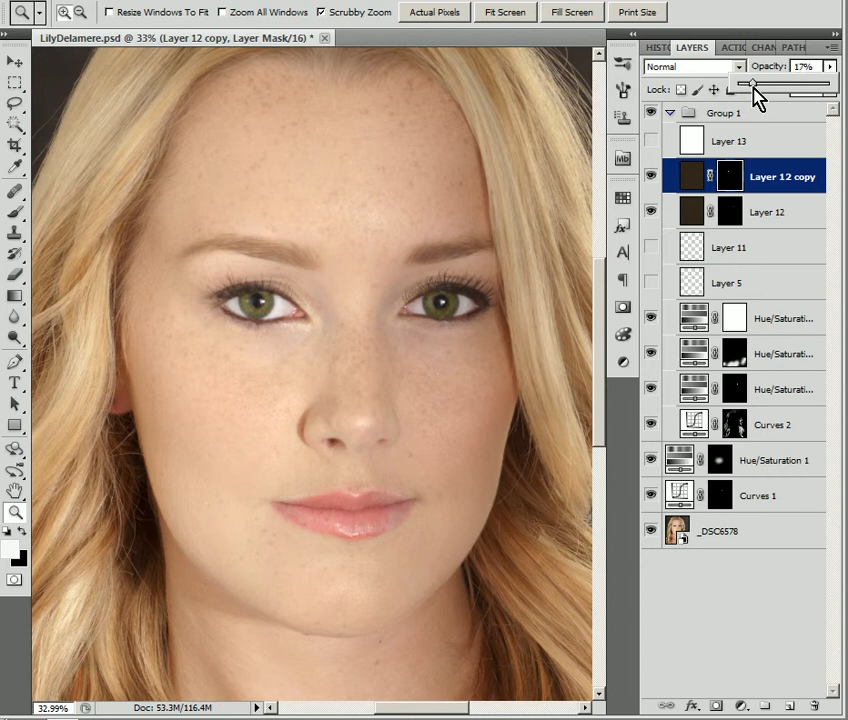 Resize Windows To Fit Zoom All Windows Scrubby Zoom Actual Pixels Fit Screen Fill Screen Print Size
LilyDelamere.psd @ 33% (Layer 12 copy, Layer Mask/16) *
HISTO LAYERS ACTIO CHAN PATH
Normal Opacity: 17%
Lock:
Group 1
Layer 13
Layer 12 copy
Layer 12
Layer 11
Layer 5
Hue/Saturati...
Hue/Saturati...
Hue/Saturati...
Curves 2
Hue/Saturation 1
Curves 1
_DSC6578
32.99% Doc: 53.3M/116.4M